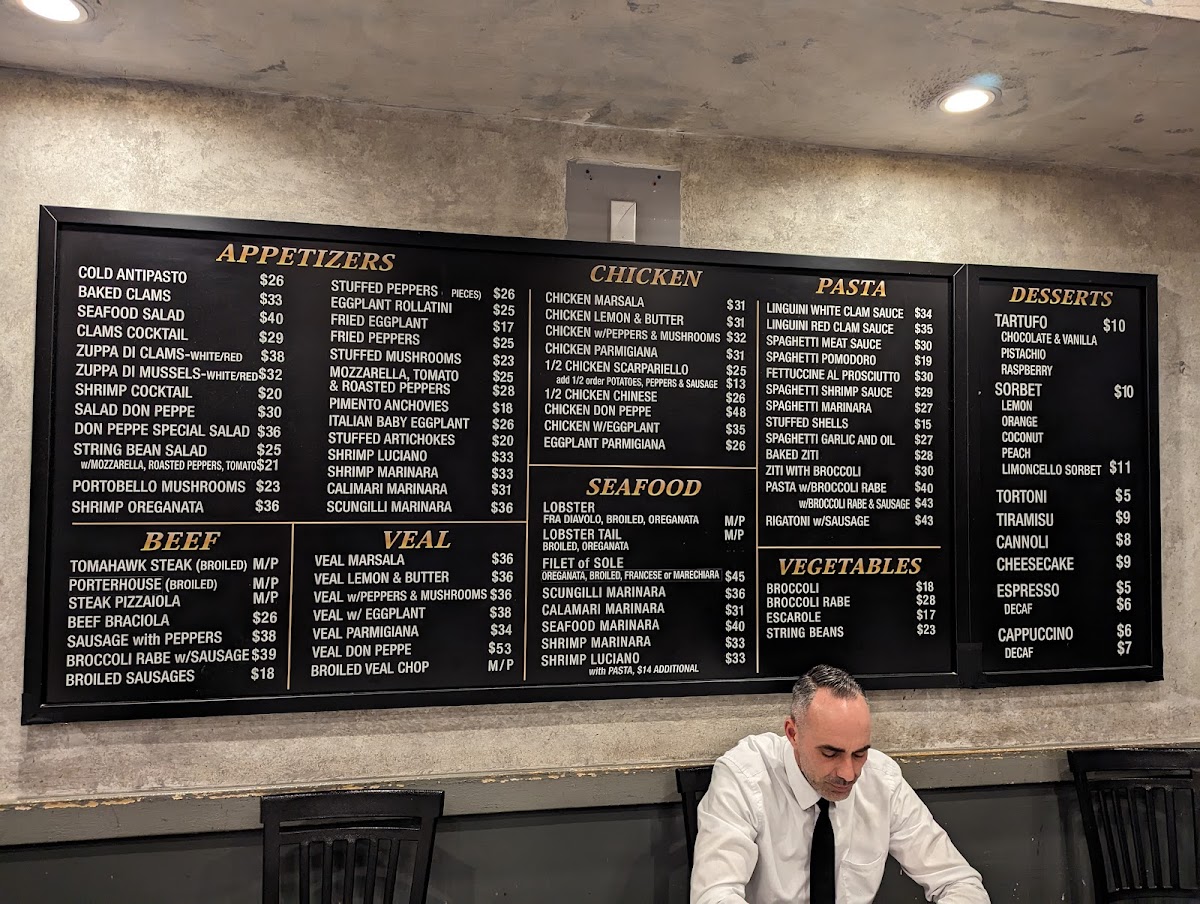 APPETIZERS
COLD ANTIPASTO $26
BAKED CLAMS $33
SEAFOOD SALAD $40
CLAMS COCKTAIL $29
ZUPPA DI CLAMS-WHITE/RED $38
ZUPPA DI MUSSELS-WHITE/RED $32
SHRIMP COCKTAIL $20
SALAD DON PEPPE $30
DON PEPPE SPECIAL SALAD $36
STRING BEAN SALAD $25
w/MOZZARELLA, ROASTED PEPPERS, TOMATO $21
PORTOBELLO MUSHROOMS $23
SHRIMP OREGANATA $36
STUFFED PEPPERS PIECES) $26
EGGPLANT ROLLATINI $25
FRIED EGGPLANT $17
FRIED PEPPERS $25
STUFFED MUSHROOMS $23
MOZZARELLA, TOMATO $25
& ROASTED PEPPERS $28
PIMENTO ANCHOVIES $18
ITALIAN BABY EGGPLANT $26
STUFFED ARTICHOKES $20
SHRIMP LUCIANO $33
SHRIMP MARINARA $33
CALIMARI MARINARA $31
SCUNGILLI MARINARA $36
BEEF
TOMAHAWK STEAK (BROILED) M/P
PORTERHOUSE (BROILED) M/P
STEAK PIZZAIOLA M/P
BEEF BRACIOLA $26
SAUSAGE with PEPPERS $38
BROCCOLI RABE w/SAUSAGE $39
BROILED SAUSAGES $18
VEAL
VEAL MARSALA $36
VEAL LEMON & BUTTER $36
VEAL w/PEPPERS & MUSHROOMS $36
VEAL w/ EGGPLANT $38
VEAL PARMIGIANA $34
VEAL DON PEPPE $53
BROILED VEAL CHOP M/P
CHICKEN
CHICKEN MARSALA $31
CHICKEN LEMON & BUTTER $31
CHICKEN w/PEPPERS & MUSHROOMS $32
CHICKEN PARMIGIANA $31
1/2 CHICKEN SCARPARIELLO $25
add 1/2 order POTATOES, PEPPERS & SAUSAGE $13
1/2 CHICKEN CHINESE $26
CHICKEN DON PEPPE $48
CHICKEN W/EGGPLANT $35
EGGPLANT PARMIGIANA $26
SEAFOOD
LOBSTER
FRA DIAVOLO, BROILED, OREGANATA M/P
LOBSTER TAIL M/P
BROILED, OREGANATA
FILET of SOLE
OREGANATA, BROILED, FRANCESE or MARECHIARA $45
SCUNGILLI MARINARA $36
CALAMARI MARINARA $31
SEAFOOD MARINARA $40
SHRIMP MARINARA $33
SHRIMP LUCIANO $33
with PASTA, $14 ADDITIONAL
PASTA
LINGUINI WHITE CLAM SAUCE $34
LINGUINI RED CLAM SAUCE $35
SPAGHETTI MEAT SAUCE $30
SPAGHETTI POMODORO $19
FETTUCCINE AL PROSCIUTTO $30
SPAGHETTI SHRIMP SAUCE $29
SPAGHETTI MARINARA $27
STUFFED SHELLS $15
SPAGHETTI GARLIC AND OIL $27
BAKED ZITI $28
ZITI WITH BROCCOLI $30
PASTA w/BROCCOLI RABE $40
w/BROCCOLI RABE & SAUSAGE $43
RIGATONI w/SAUSAGE $43
VEGETABLES
BROCCOLI $18
BROCCOLI RABE $28
ESCAROLE $17
STRING BEANS $23
DESSERTS
TARTUFO $10
CHOCOLATE & VANILLA
PISTACHIO
RASPBERRY
SORBET $10
LEMON
ORANGE
COCONUT
PEACH
LIMONCELLO SORBET $11
TORTONI $5
TIRAMISU $9
CANNOLI $8
CHEESECAKE $9
ESPRESSO $5
DECAF $6
CAPPUCCINO $6
DECAF $7